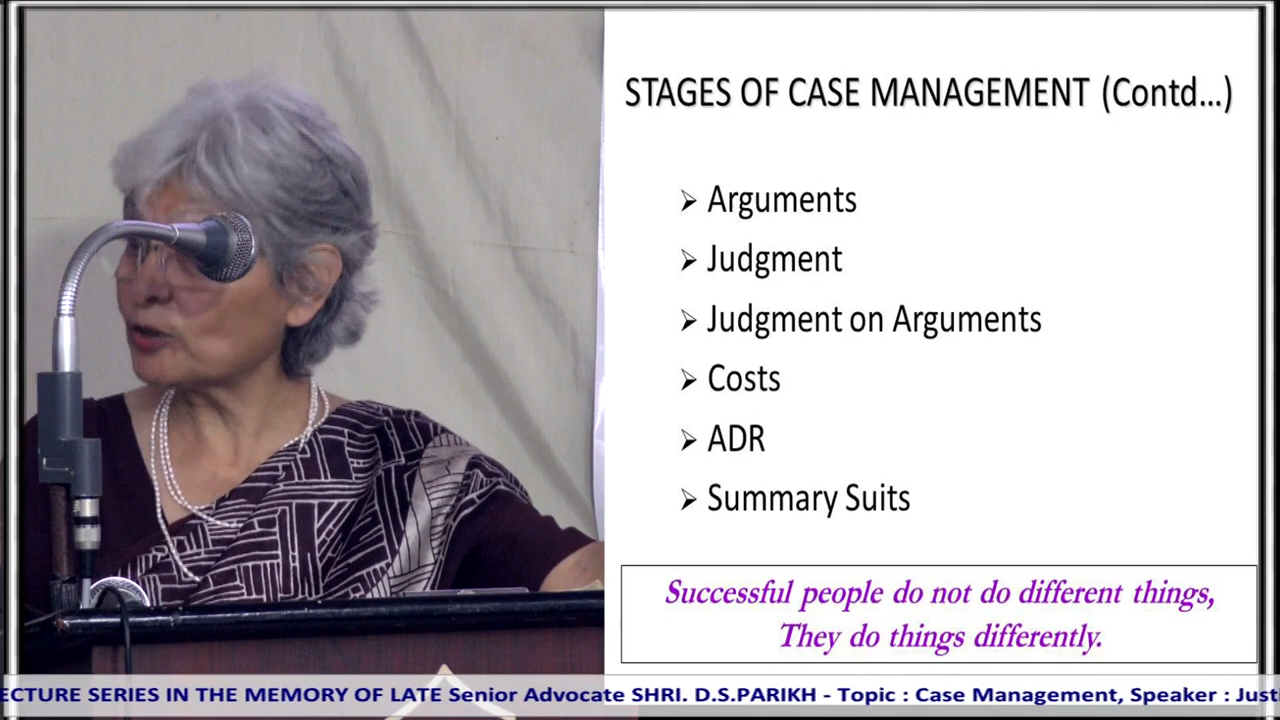 STAGES OF CASE MANAGEMENT (Contd...)
Arguments
Judgment
Judgment on Arguments
Costs
ADR
Summary Suits
Successful people do not do different things,
They do things differently.
ECTURE SERIES IN THE MEMORY OF LATE Senior Advocate SHRI. D.S.PARIKH - Topic : Case Management, Speaker : Just